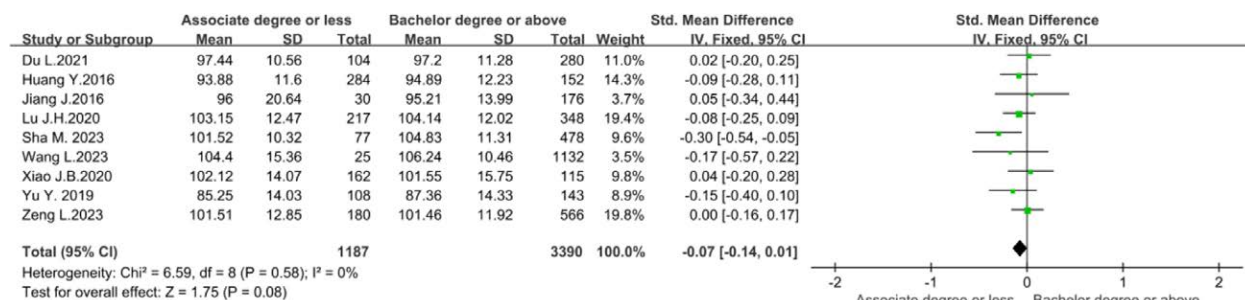 Associate degree or less Bachelor degree or above Std. Mean Difference Std. Mean Difference
Study or Subgroup Mean SD Total Mean SD Total Weight IV, Fixed, 95% CI IV, Fixed, 95% CI
Du L.2021 97.44 10.56 104 97.2 11.28 280 11.0% 0.02 [-0.20, 0.25]
Huang Y.2016 93.88 11.6 284 94.89 12.23 152 14.3% -0.09 [-0.28, 0.11]
Jiang J.2016 96 20.64 30 95.21 13.99 176 3.7% 0.05 [-0.34, 0.44]
Lu J.H.2020 103.15 12.47 217 104.14 12.02 348 19.4% -0.08 [-0.25, 0.09]
Sha M. 2023 101.52 10.32 77 104.83 11.31 478 9.6% -0.30 [-0.54, -0.05]
Wang L.2023 104.4 15.36 25 106.24 10.46 1132 3.5% -0.17 [-0.57, 0.22]
Xiao J.B.2020 102.12 14.07 162 101.55 15.75 115 9.8% 0.04 [-0.20, 0.28]
Yu Y. 2019 85.25 14.03 108 87.36 14.33 143 8.9% -0.15 [-0.40, 0.10]
Zeng L.2023 101.51 12.85 180 101.46 11.92 566 19.8% 0.00 [-0.16, 0.17]
Total (95% CI) 1187 3390 100.0% -0.07 [-0.14, 0.01]
Heterogeneity: Chi² = 6.59, df = 8 (P = 0.58); I² = 0%
Test for overall effect: Z = 1.75 (P = 0.08)
-2 -1 0 1 2
Associate degree or less Bachelor degree or above